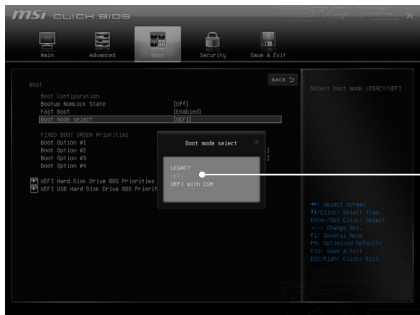 msi CLICK BIOS
X
Main Advanced Boot Security Save & Exit
BACK
Boot
Boot Configuration
Bootup NumLock State [Off]
Fast Boot [Enabled]
Boot mode select [UEFI]
FIXED BOOT ORDER Priorities
Boot Option #1
Boot Option #2
Boot Option #3
Boot Option #4
UEFI Hard Disk Drive BBS Priorities
UEFI USB Hard Disk Drive BBS Priorit
Boot mode select
LEGACY
UEFI
UEFI with CSM
Select boot mode LEGACY/UEFI
: Select Screen
/Click: Select Item
Enter/Dbl Click: Select
+/-: Change Opt.
F1: General Help
F9: Optimized Defaults
F10: Save & Exit
ESC/Right Click: Exit